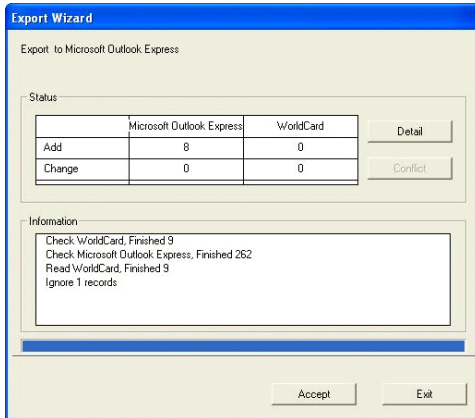 Export Wizard
Export to Microsoft Outlook Express
Status
Microsoft Outlook Express WorldCard
Add 8 0
Change 0 0
Detail
Conflict
Information
Check WorldCard, Finished 9
Check Microsoft Outlook Express, Finished 262
Read WorldCard, Finished 9
Ignore 1 records
Accept Exit